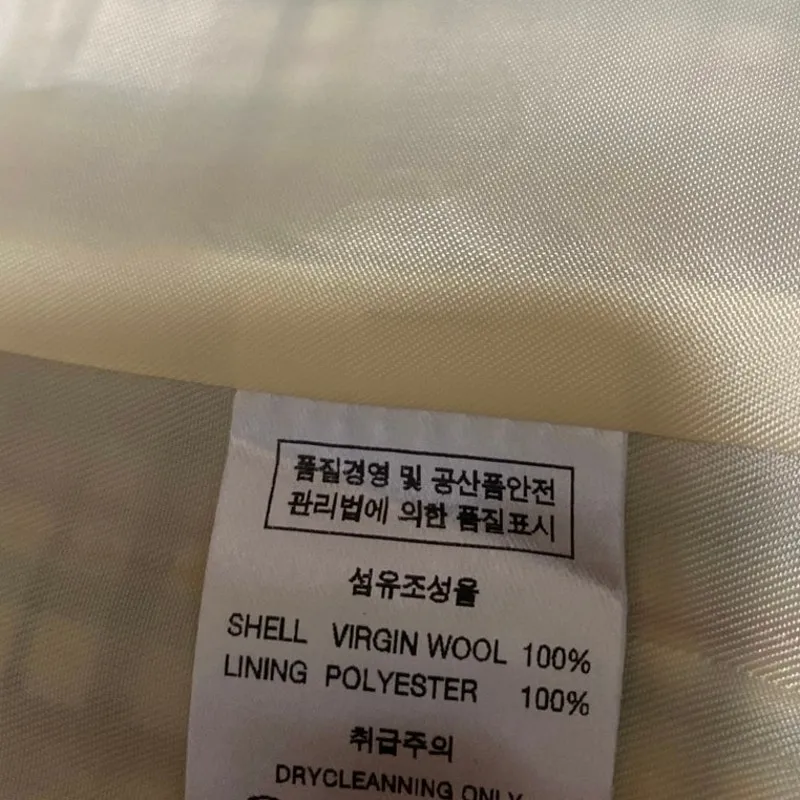 품질경영 및 공산품안전
관리법에 의한 품질표시
섬유조성율
SHELL VIRGIN WOOL 100%
LINING POLYESTER 100%
취급주의
DRYCLEANNING ONLY